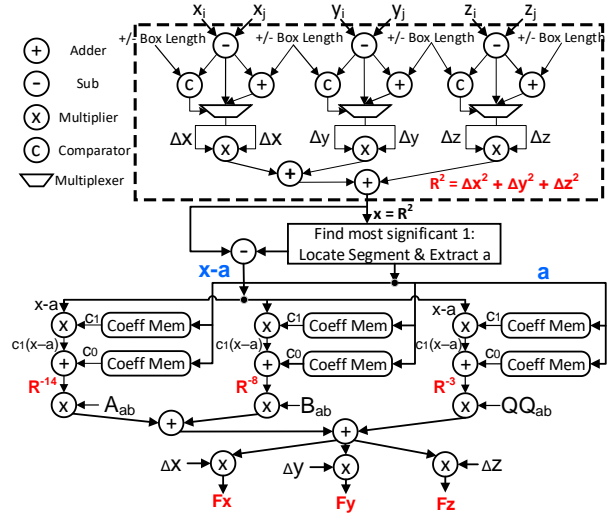 xi xj yi yj zi zj
+/- Box Length +/- Box Length +/- Box Length
+ Adder
- Sub
x Multiplier
C Comparator
Multiplexer
- - -
C + C + C +
Δx Δx Δy Δy Δz Δz
x x x
+ +
R² = Δx² + Δy² + Δz²
x = R²
Find most significant 1:
Locate Segment & Extract a
-
x-a a
x-a x-a
x c₁ Coeff Mem x c₁ Coeff Mem x c₁ Coeff Mem
c₁(x–a) c₁(x–a) c₁(x–a)
+ c₀ Coeff Mem + c₀ Coeff Mem + c₀ Coeff Mem
R⁻¹⁴ R⁻⁸ R⁻³
x Aab x Bab x QQab
+ +
Δx x Δy x x Δz
Fx Fy Fz